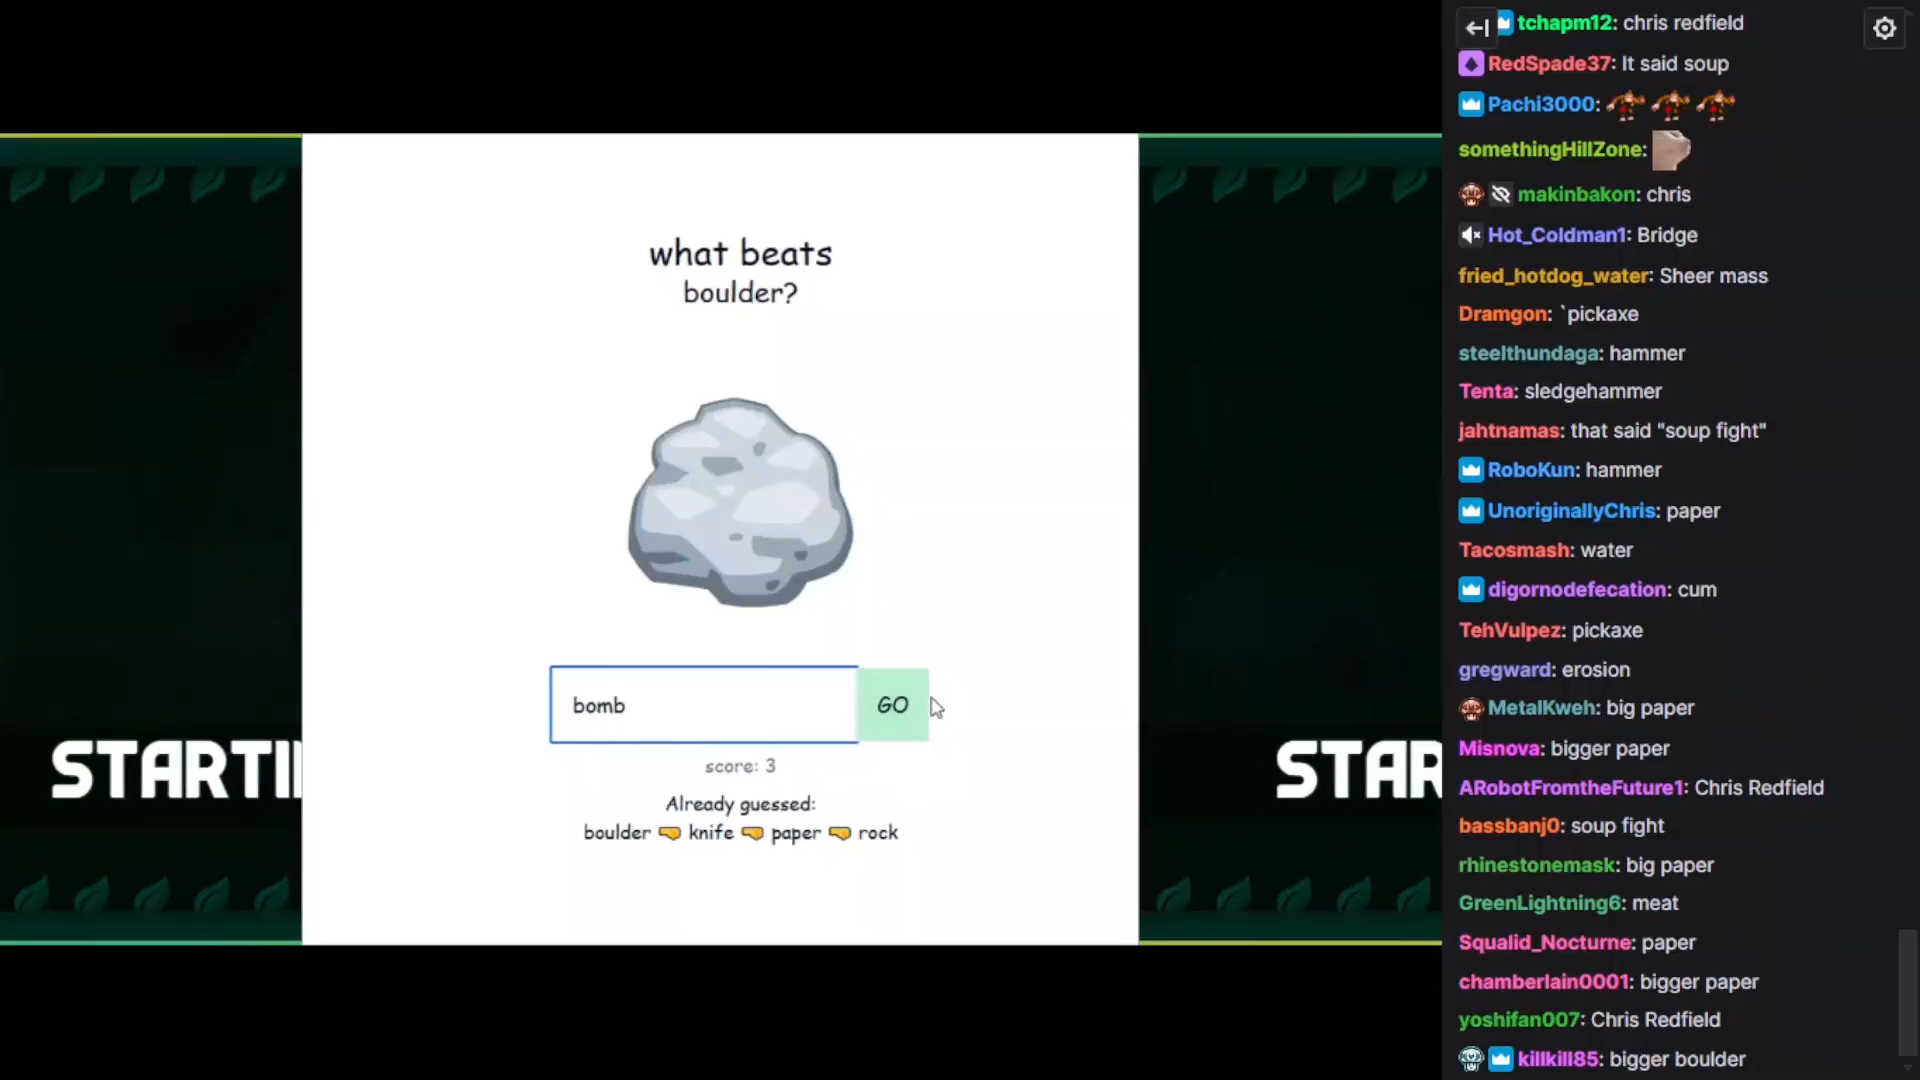 what beats
boulder?
bomb
GO
score: 3
Already guessed:
boulder 🤜 knife 🤜 paper 🤜 rock
STARTI
STAR
tchapm12: chris redfield
RedSpade37: It said soup
Pachi3000:
somethingHillZone:
makinbakon: chris
Hot_Coldman1: Bridge
fried_hotdog_water: Sheer mass
Dramgon: `pickaxe
steelthundaga: hammer
Tenta: sledgehammer
jahtnamas: that said "soup fight"
RoboKun: hammer
UnoriginallyChris: paper
Tacosmash: water
digornodefecation: cum
TehVulpez: pickaxe
gregward: erosion
MetalKweh: big paper
Misnova: bigger paper
ARobotFromtheFuture1: Chris Redfield
bassbanj0: soup fight
rhinestonemask: big paper
GreenLightning6: meat
Squalid_Nocturne: paper
chamberlain0001: bigger paper
yoshifan007: Chris Redfield
killkill85: bigger boulder